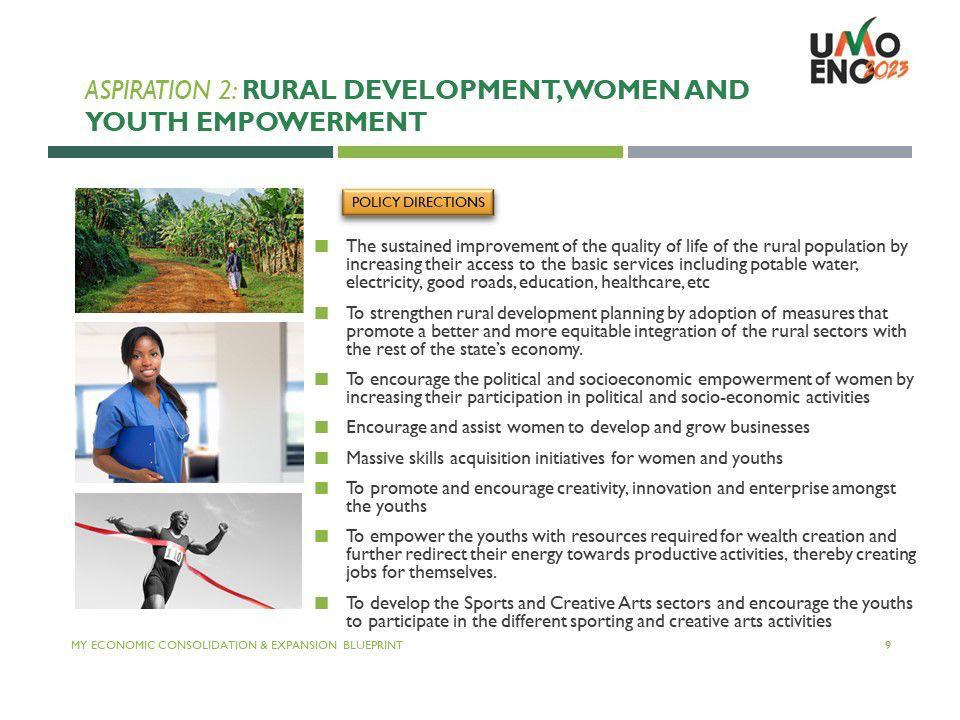 UMO
ENO 2023
ASPIRATION 2: RURAL DEVELOPMENT, WOMEN AND
YOUTH EMPOWERMENT
POLICY DIRECTIONS
The sustained improvement of the quality of life of the rural population by
increasing their access to the basic services including potable water,
electricity, good roads, education, healthcare, etc
To strengthen rural development planning by adoption of measures that
promote a better and more equitable integration of the rural sectors with
the rest of the state's economy.
To encourage the political and socioeconomic empowerment of women by
increasing their participation in political and socio-economic activities
Encourage and assist women to develop and grow businesses
Massive skills acquisition initiatives for women and youths
To promote and encourage creativity, innovation and enterprise amongst
the youths
To empower the youths with resources required for wealth creation and
further redirect their energy towards productive activities, thereby creating
jobs for themselves.
To develop the Sports and Creative Arts sectors and encourage the youths
to participate in the different sporting and creative arts activities
MY ECONOMIC CONSOLIDATION & EXPANSION BLUEPRINT
9